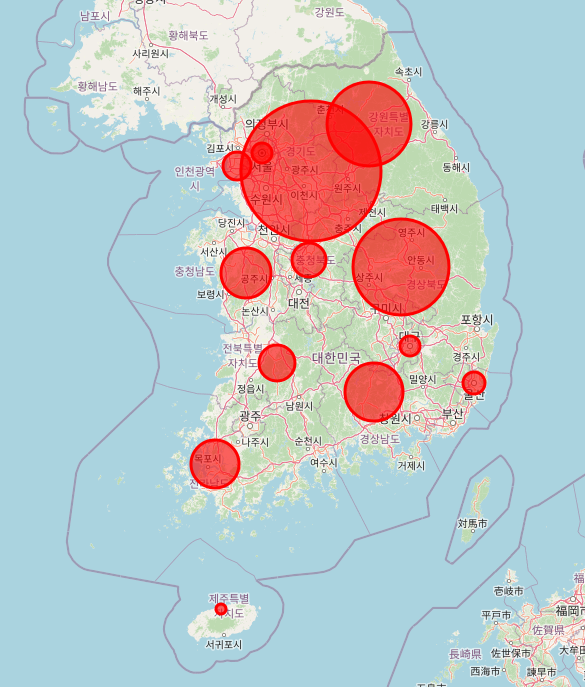 남포시
강원도
황해북도
사리원시
속초시
황해남도
해주시
개성시
강원특별
자치도
의정부시
강릉시
김포시
서울
경기도
인천광역
시
광주시
동해시
수원시
이천시
원주시
제천시
태백시
당진시
천안시
충주시
영주시
서산시
충청북도
안동시
충청남도
공주시
세종
상주시
경상북도
보령시
대전
논산시
구미시
포항시
대구
전북특별
자치도
대한민국
경주시
정읍시
밀양시
울산
남원시
광주
창원시
부산
나주시
순천시
경상남도
목포시
여수시
거제시
전라남도
対馬市
제주특별
자치도
서귀포시
壱岐市
平戸市
福岡市
佐賀県
長崎県
佐世保市
西海市
諫早市